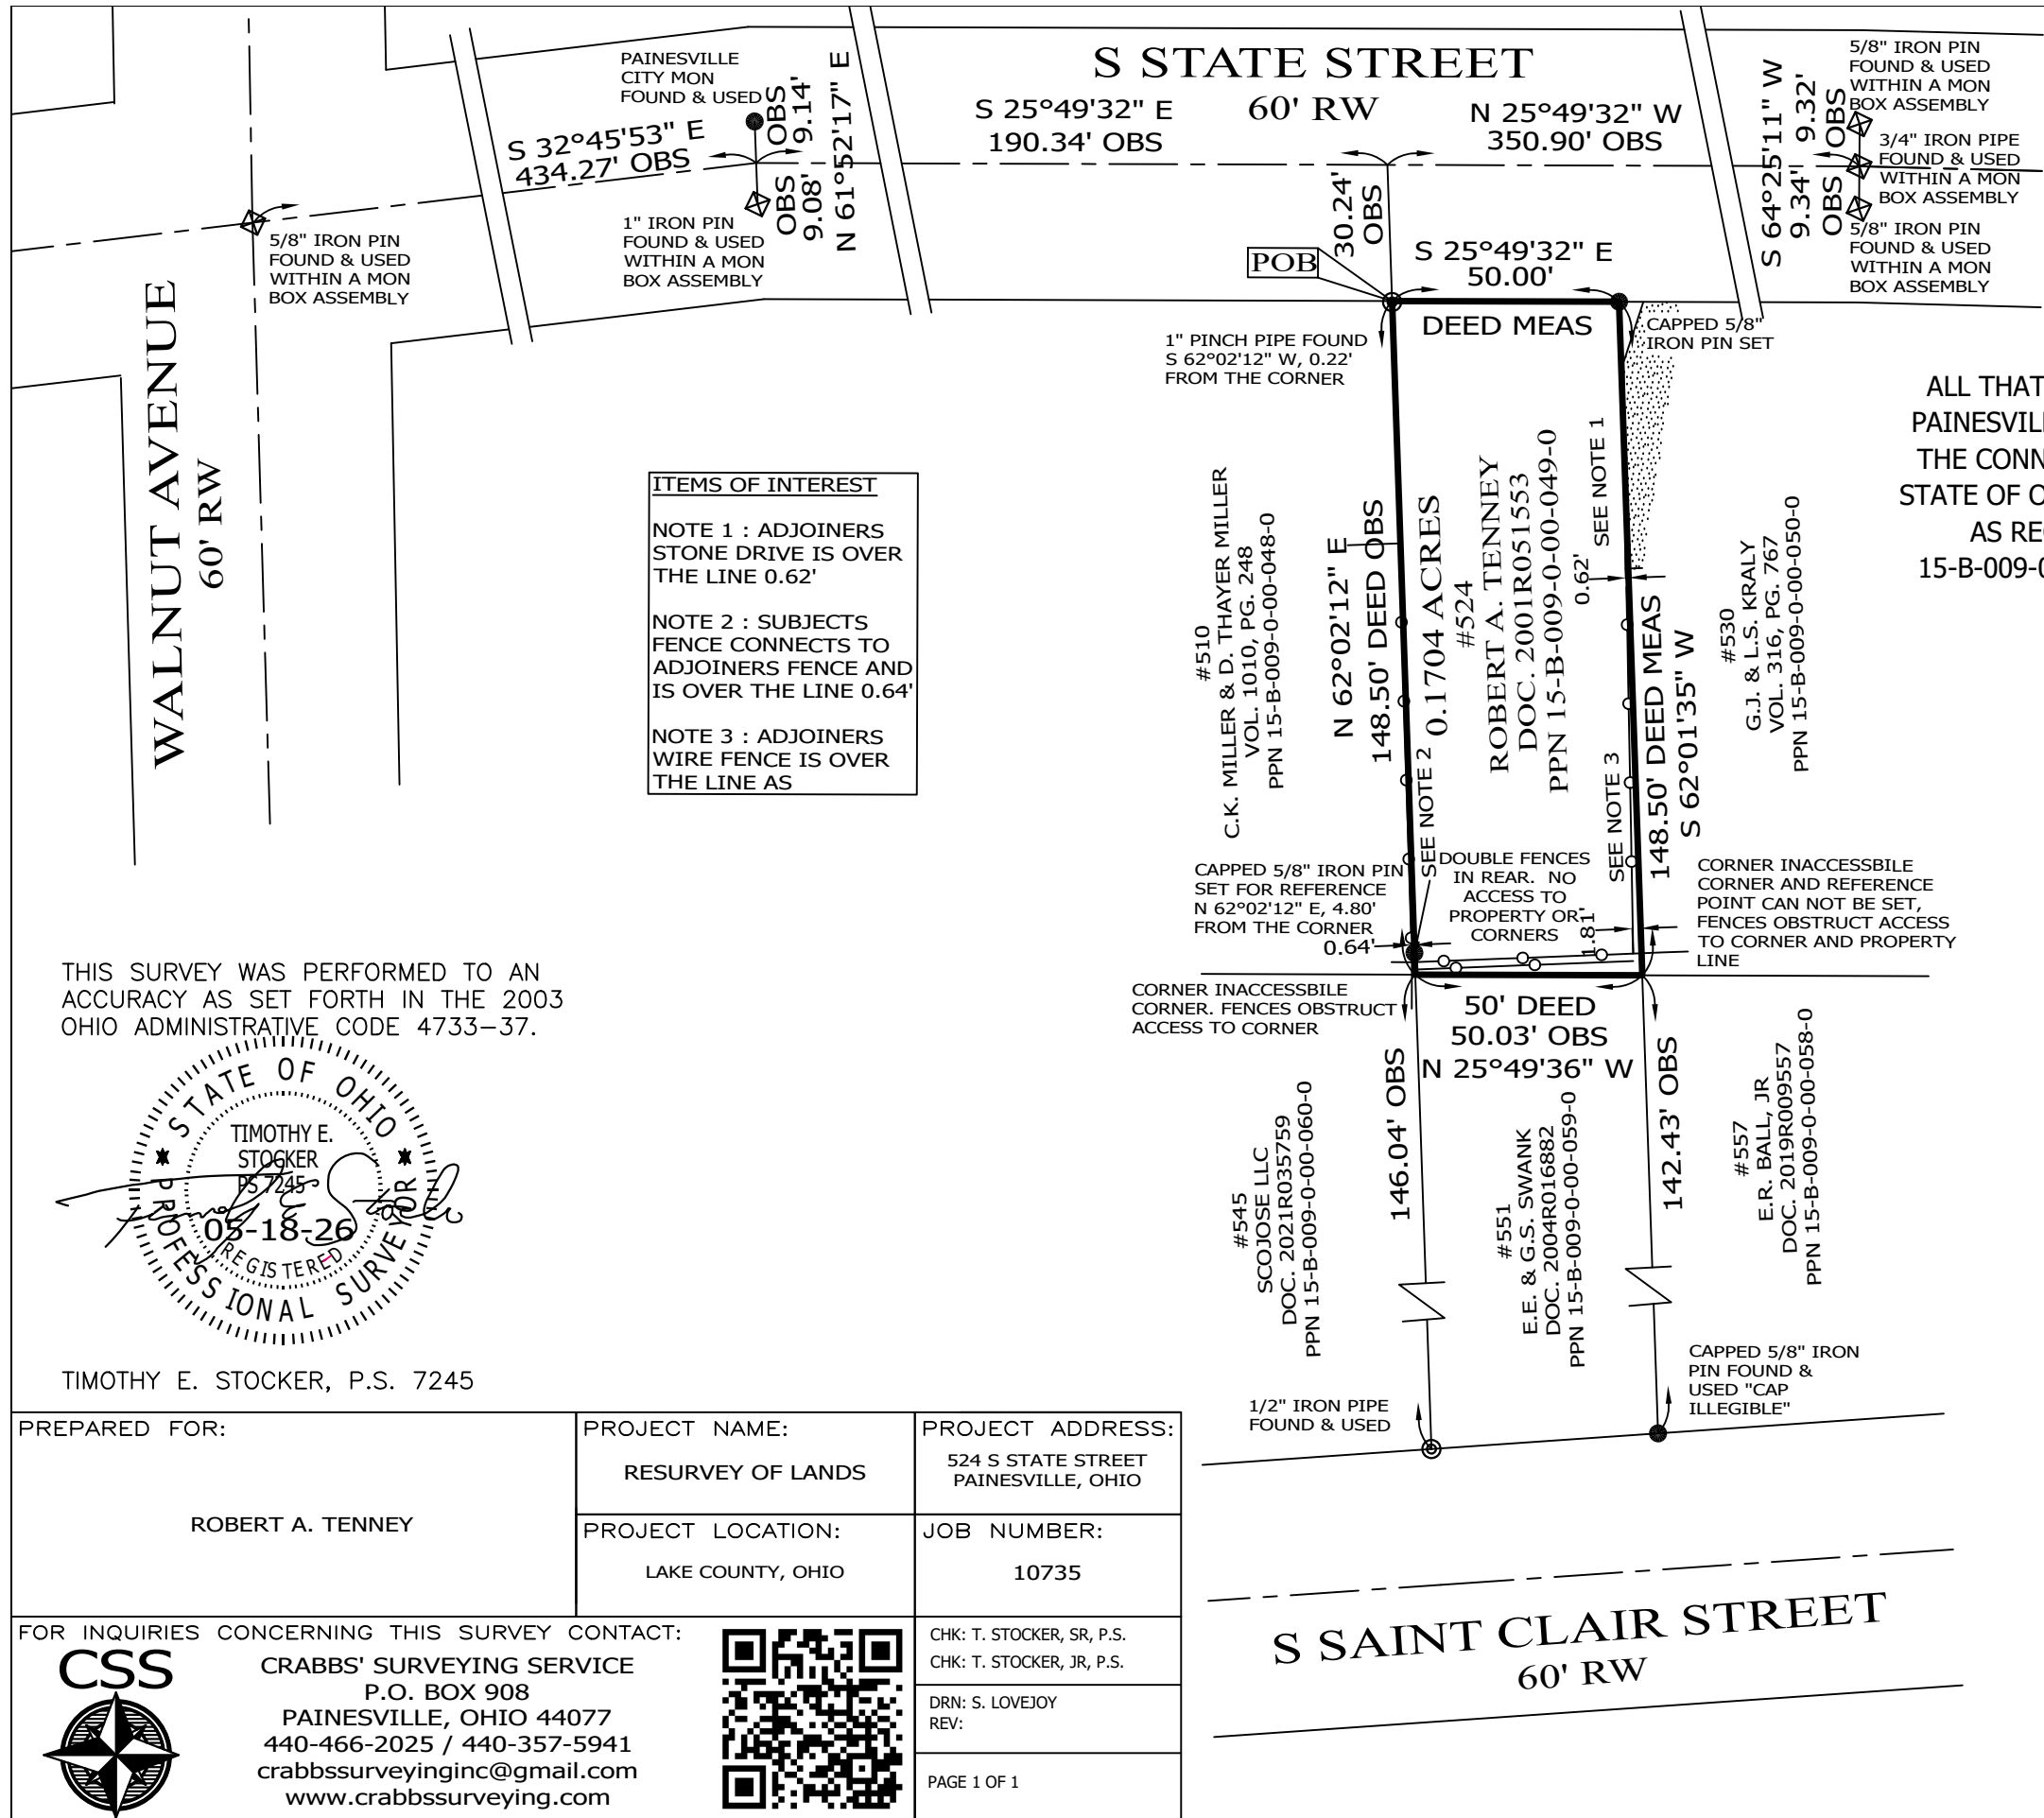 S STATE STREET
60' RW
S 25°49'32" E
190.34' OBS
N 25°49'32" W
350.90' OBS
PAINESVILLE
CITY MON
FOUND & USED
OBS
9.14'
N 61°52'17" E
OBS
9.08'
S 32°45'53" E
434.27' OBS
5/8" IRON PIN
FOUND & USED
WITHIN A MON
BOX ASSEMBLY
1" IRON PIN
FOUND & USED
WITHIN A MON
BOX ASSEMBLY
S 64°25'11" W
9.32'
OBS
9.34'
OBS
5/8" IRON PIN
FOUND & USED
WITHIN A MON
BOX ASSEMBLY
3/4" IRON PIPE
FOUND & USED
WITHIN A MON
BOX ASSEMBLY
5/8" IRON PIN
FOUND & USED
WITHIN A MON
BOX ASSEMBLY
30.24'
OBS
POB
S 25°49'32" E
50.00'
DEED MEAS
1" PINCH PIPE FOUND
S 62°02'12" W, 0.22'
FROM THE CORNER
CAPPED 5/8"
IRON PIN SET
WALNUT AVENUE
60' RW
ITEMS OF INTEREST
NOTE 1 : ADJOINERS
STONE DRIVE IS OVER
THE LINE 0.62'
NOTE 2 : SUBJECTS
FENCE CONNECTS TO
ADJOINERS FENCE AND
IS OVER THE LINE 0.64'
NOTE 3 : ADJOINERS
WIRE FENCE IS OVER
THE LINE AS
ALL THAT
PAINESVIL
THE CONN
STATE OF O
AS RE
15-B-009-0
#510
C.K. MILLER & D. THAYER MILLER
VOL. 1010, PG. 248
PPN 15-B-009-0-00-048-0
N 62°02'12" E
148.50' DEED OBS
0.1704 ACRES
#524
ROBERT A. TENNEY
DOC. 2001R051553
PPN 15-B-009-0-00-049-0
0.62'
SEE NOTE 1
SEE NOTE 2
SEE NOTE 3
148.50' DEED MEAS
S 62°01'35" W
#530
G.J. & L.S. KRALY
VOL. 316, PG. 767
PPN 15-B-009-0-00-050-0
CAPPED 5/8" IRON PIN
SET FOR REFERENCE
N 62°02'12" E, 4.80'
FROM THE CORNER
0.64'
DOUBLE FENCES
IN REAR. NO
ACCESS TO
PROPERTY OR
CORNERS
1.81'
CORNER INACCESSBILE
CORNER AND REFERENCE
POINT CAN NOT BE SET,
FENCES OBSTRUCT ACCESS
TO CORNER AND PROPERTY
LINE
CORNER INACCESSBILE
CORNER. FENCES OBSTRUCT
ACCESS TO CORNER
50' DEED
50.03' OBS
N 25°49'36" W
146.04' OBS
142.43' OBS
#545
SCOJOSE LLC
DOC. 2021R035759
PPN 15-B-009-0-00-060-0
#551
E.E. & G.S. SWANK
DOC. 2004R016882
PPN 15-B-009-0-00-059-0
#557
E.R. BALL, JR
DOC. 2019R009557
PPN 15-B-009-0-00-058-0
1/2" IRON PIPE
FOUND & USED
CAPPED 5/8" IRON
PIN FOUND &
USED "CAP
ILLEGIBLE"
S SAINT CLAIR STREET
60' RW
THIS SURVEY WAS PERFORMED TO AN
ACCURACY AS SET FORTH IN THE 2003
OHIO ADMINISTRATIVE CODE 4733-37.
STATE OF OHIO
TIMOTHY E.
STOCKER
PS 7245
05-18-26
REGISTERED
PROFESSIONAL SURVEYOR
TIMOTHY E. STOCKER, P.S. 7245
PREPARED FOR:
ROBERT A. TENNEY
PROJECT NAME:
RESURVEY OF LANDS
PROJECT ADDRESS:
524 S STATE STREET
PAINESVILLE, OHIO
PROJECT LOCATION:
LAKE COUNTY, OHIO
JOB NUMBER:
10735
FOR INQUIRIES CONCERNING THIS SURVEY CONTACT:
CSS
CRABBS' SURVEYING SERVICE
P.O. BOX 908
PAINESVILLE, OHIO 44077
440-466-2025 / 440-357-5941
crabbssurveyinginc@gmail.com
www.crabbssurveying.com
CHK: T. STOCKER, SR, P.S.
CHK: T. STOCKER, JR, P.S.
DRN: S. LOVEJOY
REV:
PAGE 1 OF 1